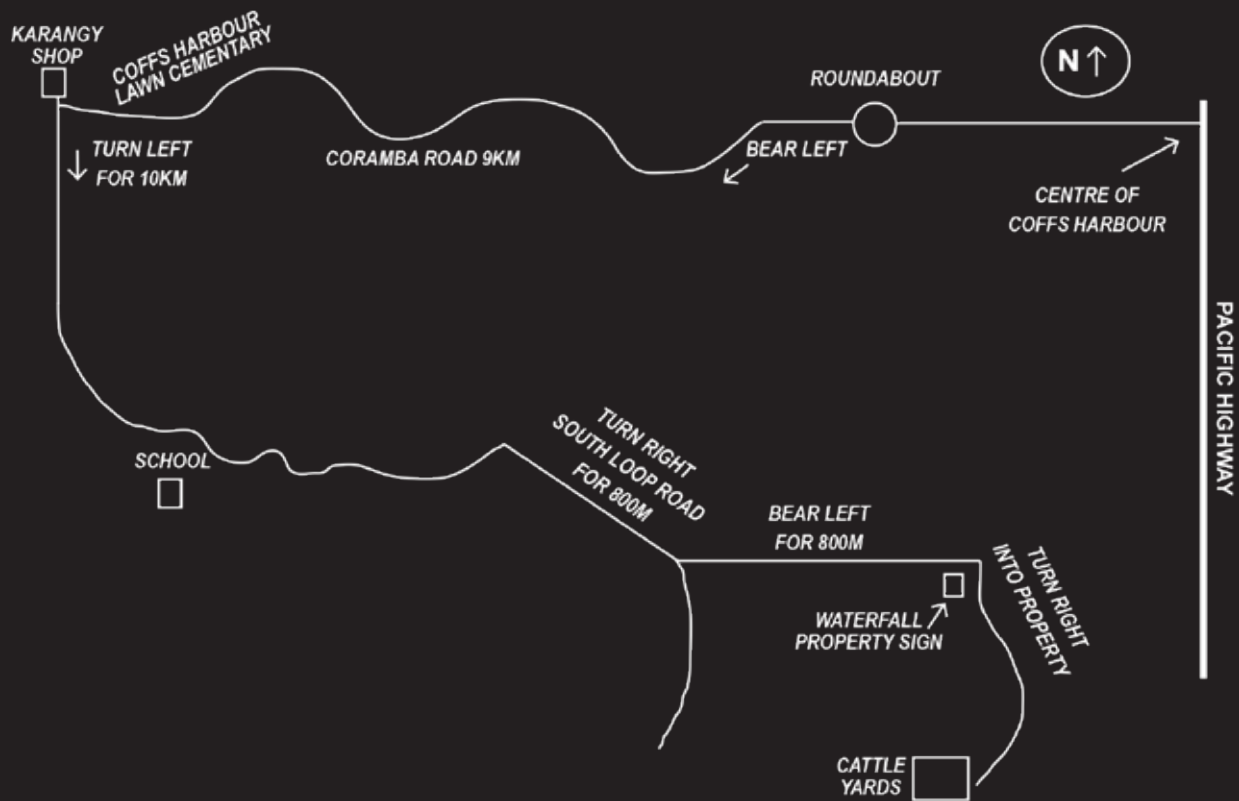 KARANGY
SHOP
COFFS HARBOUR
LAWN CEMENTARY
ROUNDABOUT
N↑
TURN LEFT
FOR 10KM
CORAMBA ROAD 9KM
BEAR LEFT
CENTRE OF
COFFS HARBOUR
PACIFIC HIGHWAY
SCHOOL
TURN RIGHT
SOUTH LOOP ROAD
FOR 800M
BEAR LEFT
FOR 800M
TURN RIGHT
INTO PROPERTY
WATERFALL
PROPERTY SIGN
CATTLE
YARDS